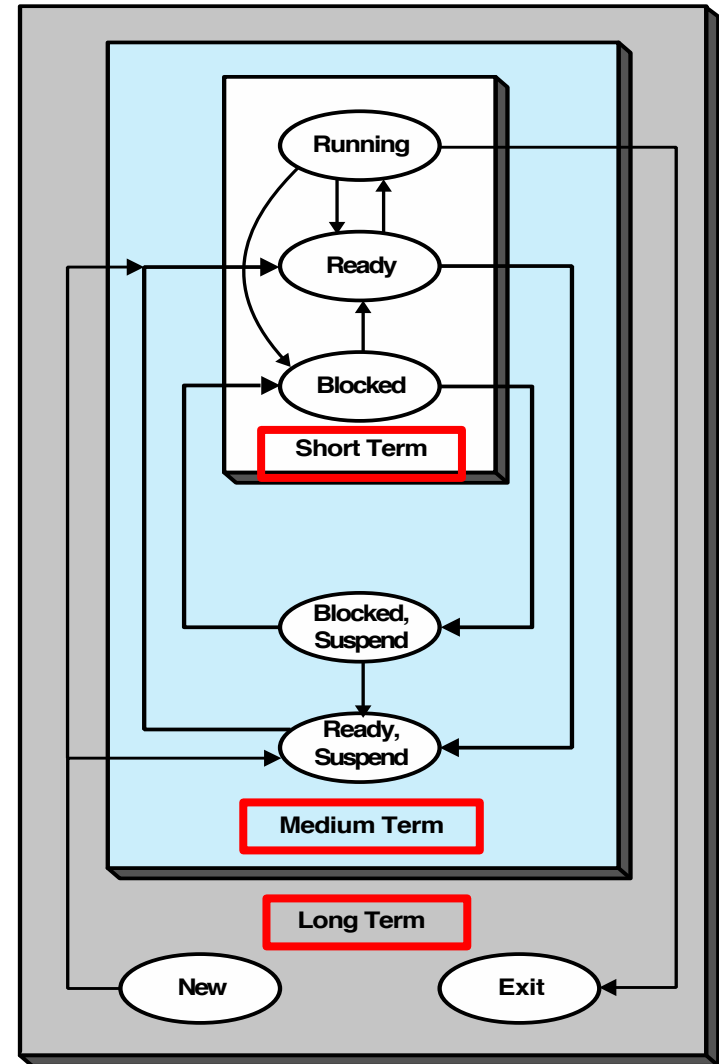 Running
Ready
Blocked
Short Term
Blocked,
Suspend
Ready,
Suspend
Medium Term
Long Term
New
Exit